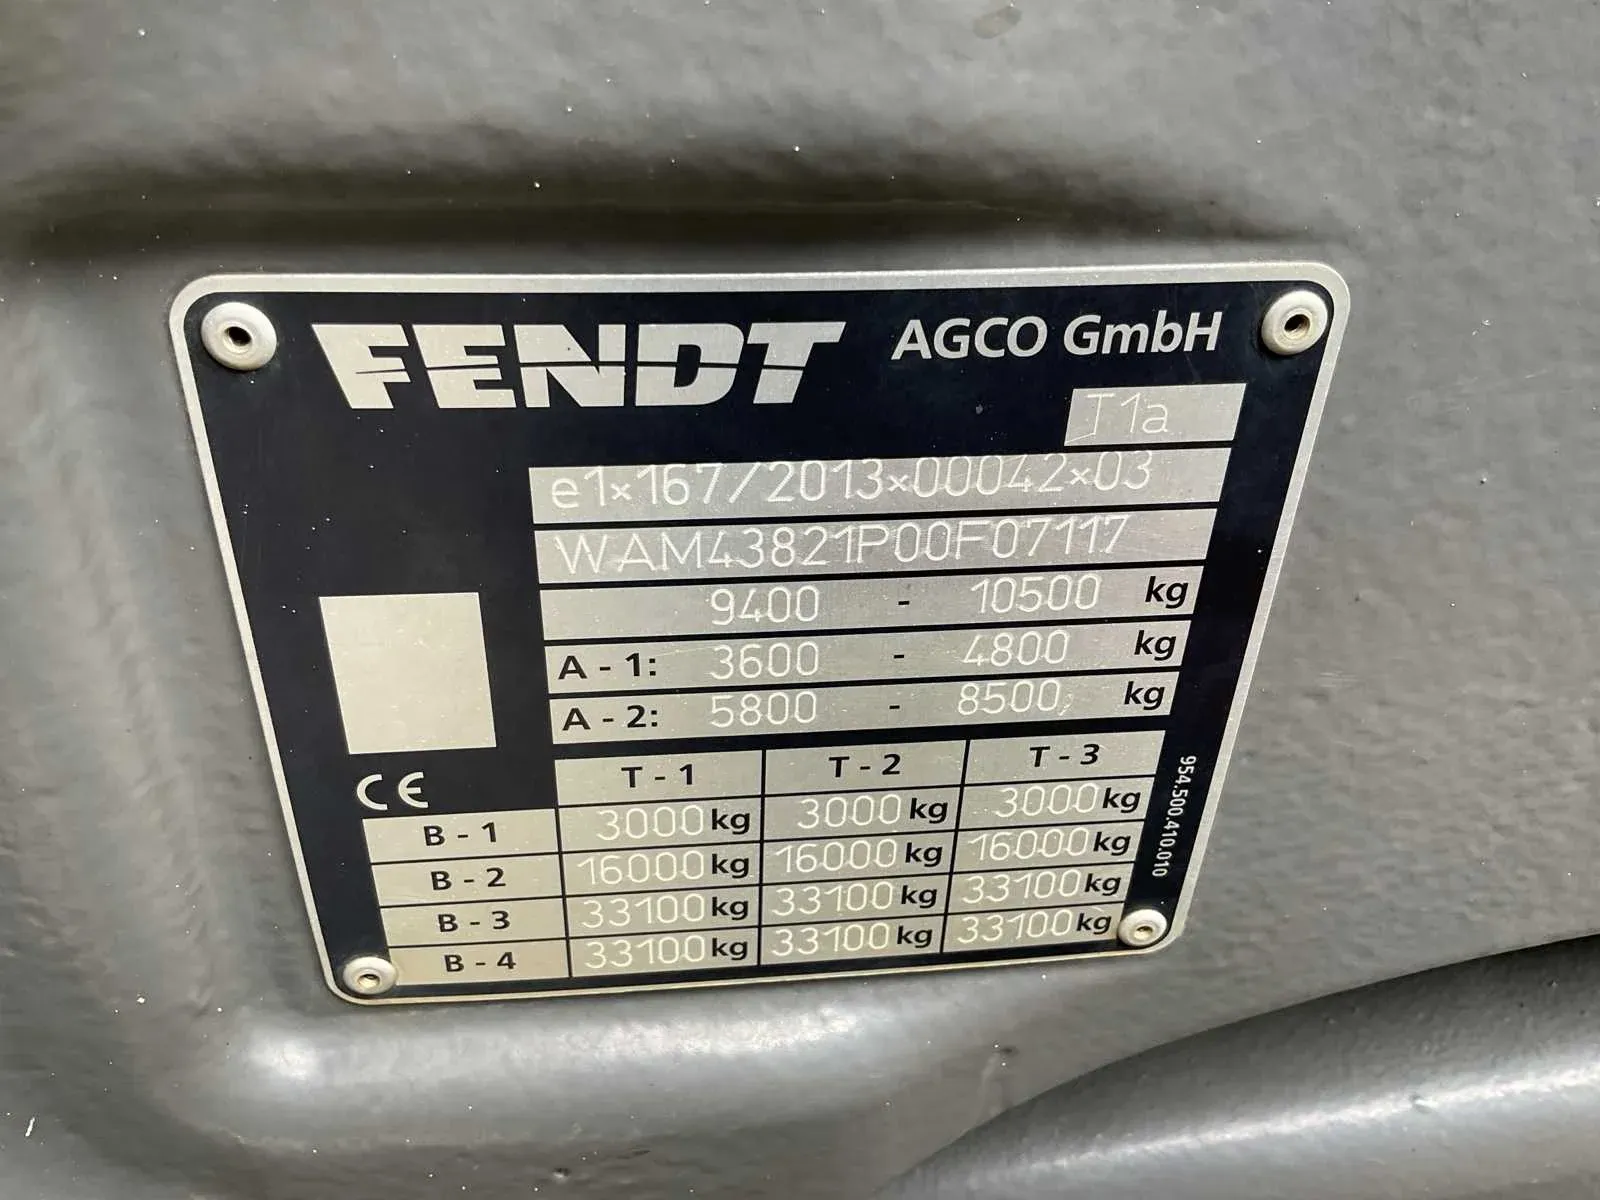 FENDT AGCO GmbH
T1a
e1×167/2013×00042×03
WAM43821P00F07117
9400 - 10500 kg
A - 1: 3600 - 4800 kg
A - 2: 5800 - 8500 kg
CE
T - 1 T - 2 T - 3
B - 1 3000 kg 3000 kg 3000 kg
B - 2 16000 kg 16000 kg 16000 kg
B - 3 33100 kg 33100 kg 33100 kg
B - 4 33100 kg 33100 kg 33100 kg
954.500.410.010